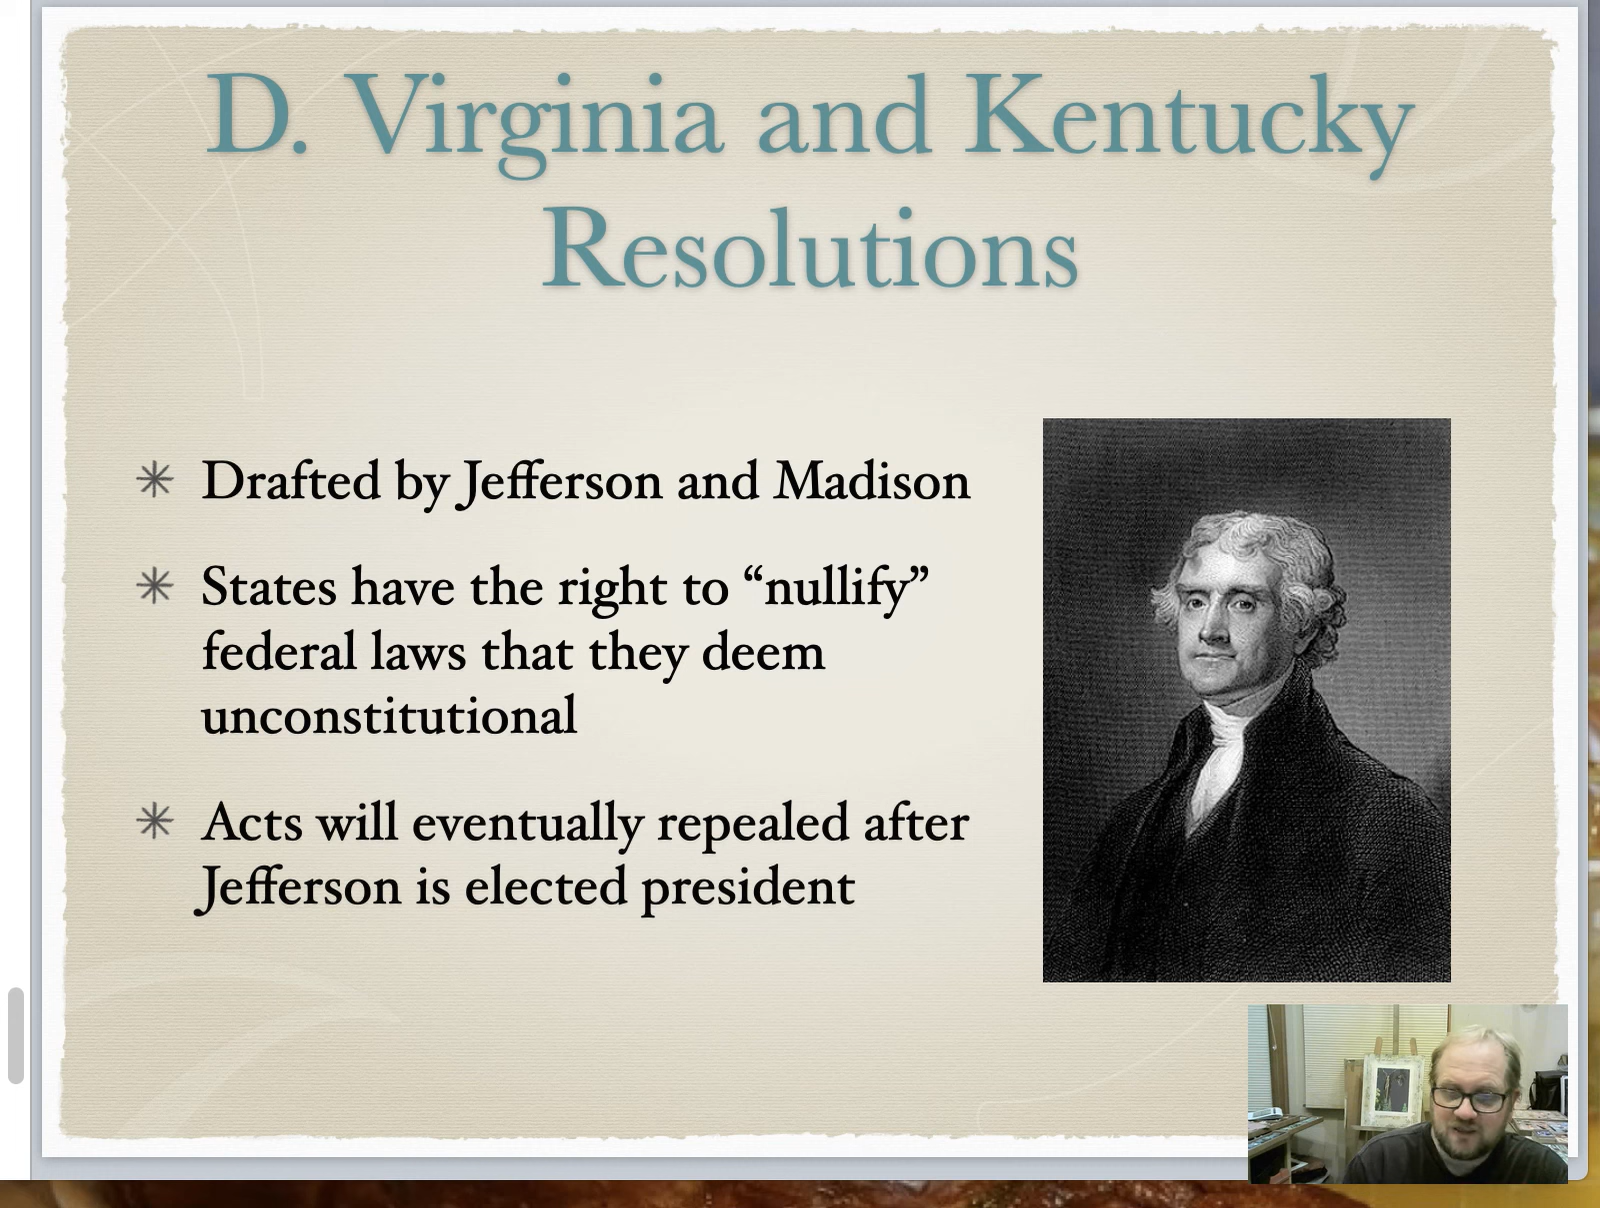 D. Virginia and Kentucky
Resolutions
Drafted by Jefferson and Madison
States have the right to “nullify”
federal laws that they deem
unconstitutional
Acts will eventually repealed after
Jefferson is elected president